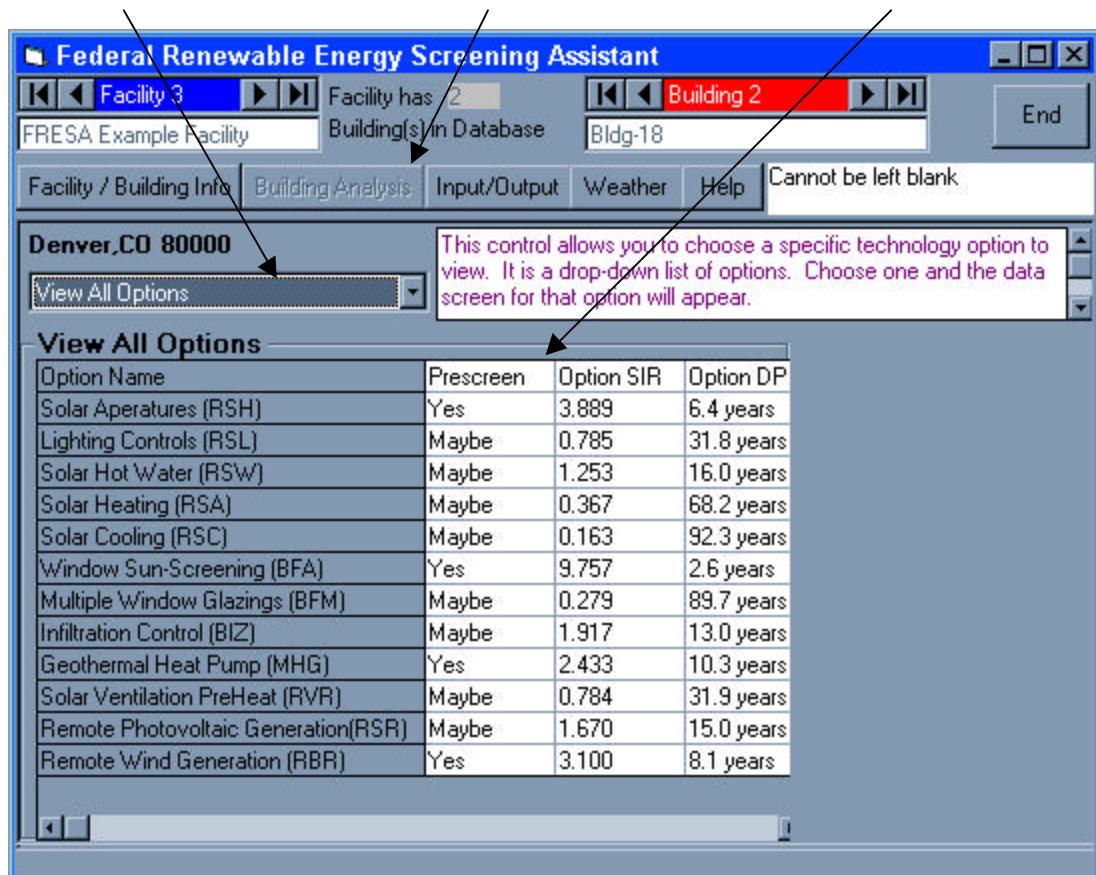 Federal Renewable Energy Screening Assistant
Facility 3
Facility has 2
Building 2
End
FRESA Example Facility
Building(s) in Database
Bldg-18
Facility / Building Info
Building Analysis
Input/Output
Weather
Help
Cannot be left blank
Denver,CO 80000
View All Options
This control allows you to choose a specific technology option to
view. It is a drop-down list of options. Choose one and the data
screen for that option will appear.
View All Options
Option Name Prescreen Option SIR Option DP
Solar Aperatures (RSH) Yes 3.889 6.4 years
Lighting Controls (RSL) Maybe 0.785 31.8 years
Solar Hot Water (RSW) Maybe 1.253 16.0 years
Solar Heating (RSA) Maybe 0.367 68.2 years
Solar Cooling (RSC) Maybe 0.163 92.3 years
Window Sun-Screening (BFA) Yes 9.757 2.6 years
Multiple Window Glazings (BFM) Maybe 0.279 89.7 years
Infiltration Control (BIZ) Maybe 1.917 13.0 years
Geothermal Heat Pump (MHG) Yes 2.433 10.3 years
Solar Ventilation PreHeat (RVR) Maybe 0.784 31.9 years
Remote Photovoltaic Generation(RSR) Maybe 1.670 15.0 years
Remote Wind Generation (RBR) Yes 3.100 8.1 years